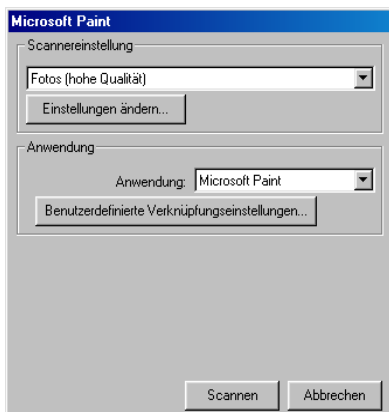 Microsoft Paint
Scannereinstellung
Fotos (hohe Qualität)
Einstellungen ändern...
Anwendung
Anwendung: Microsoft Paint
Benutzerdefinierte Verknüpfungseinstellungen...
Scannen Abbrechen